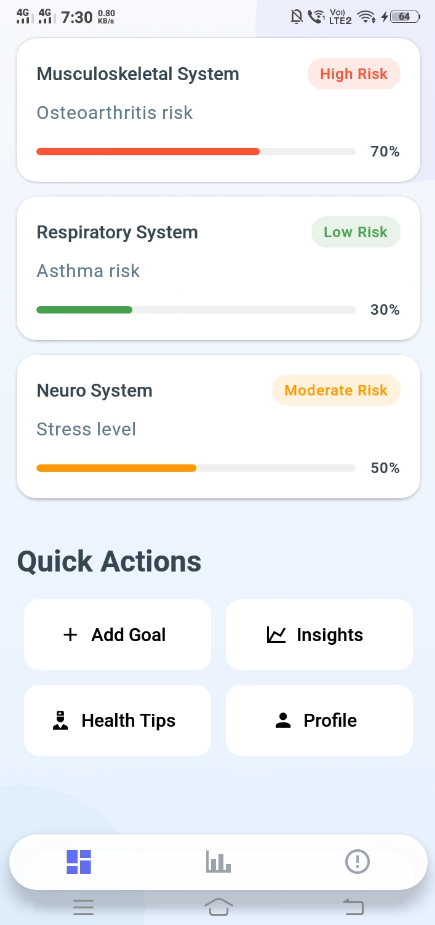 4G 4G 7:30 0.80 KB/s Vo) LTE2 64
Musculoskeletal System High Risk
Osteoarthritis risk
70%
Respiratory System Low Risk
Asthma risk
30%
Neuro System Moderate Risk
Stress level
50%
Quick Actions
Add Goal Insights
Health Tips Profile